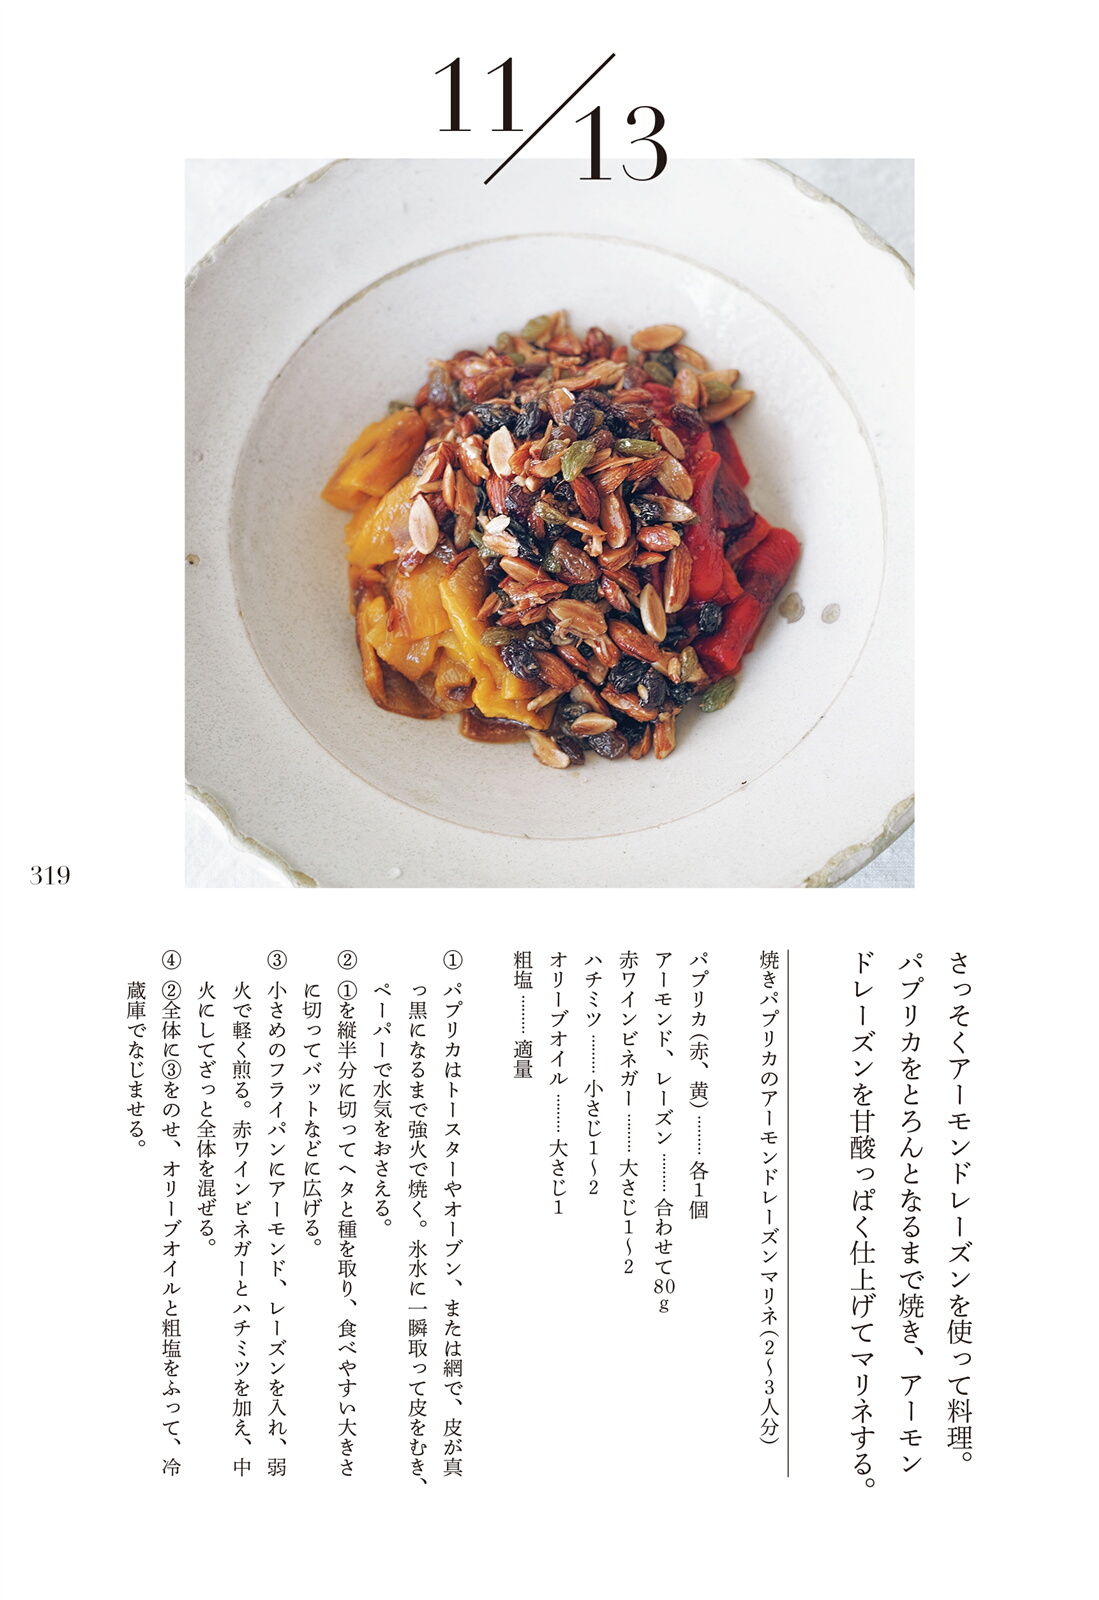 11/13
さっそくアーモンドレーズンを使って料理。
パプリカをとろんとなるまで焼き、アーモン
ドレーズンを甘酸っぱく仕上げてマリネする。
焼きパプリカのアーモンドレーズンマリネ(2〜3人分)
パプリカ(赤、黄)………各1個
アーモンド、レーズン………合わせて80g
赤ワインビネガー………大さじ1〜2
ハチミツ………小さじ1〜2
オリーブオイル………大さじ1
粗塩………適量
① パプリカはトースターやオーブン、または網で、皮が真
っ黒になるまで強火で焼く。氷水に一瞬取って皮をむき、
ペーパーで水気をおさえる。
② ①を縦半分に切ってヘタと種を取り、食べやすい大きさ
に切ってバットなどに広げる。
③ 小さめのフライパンにアーモンド、レーズンを入れ、弱
火で軽く煎る。赤ワインビネガーとハチミツを加え、中
火にしてざっと全体を混ぜる。
④ ②全体に③をのせ、オリーブオイルと粗塩をふって、冷
蔵庫でなじませる。
319